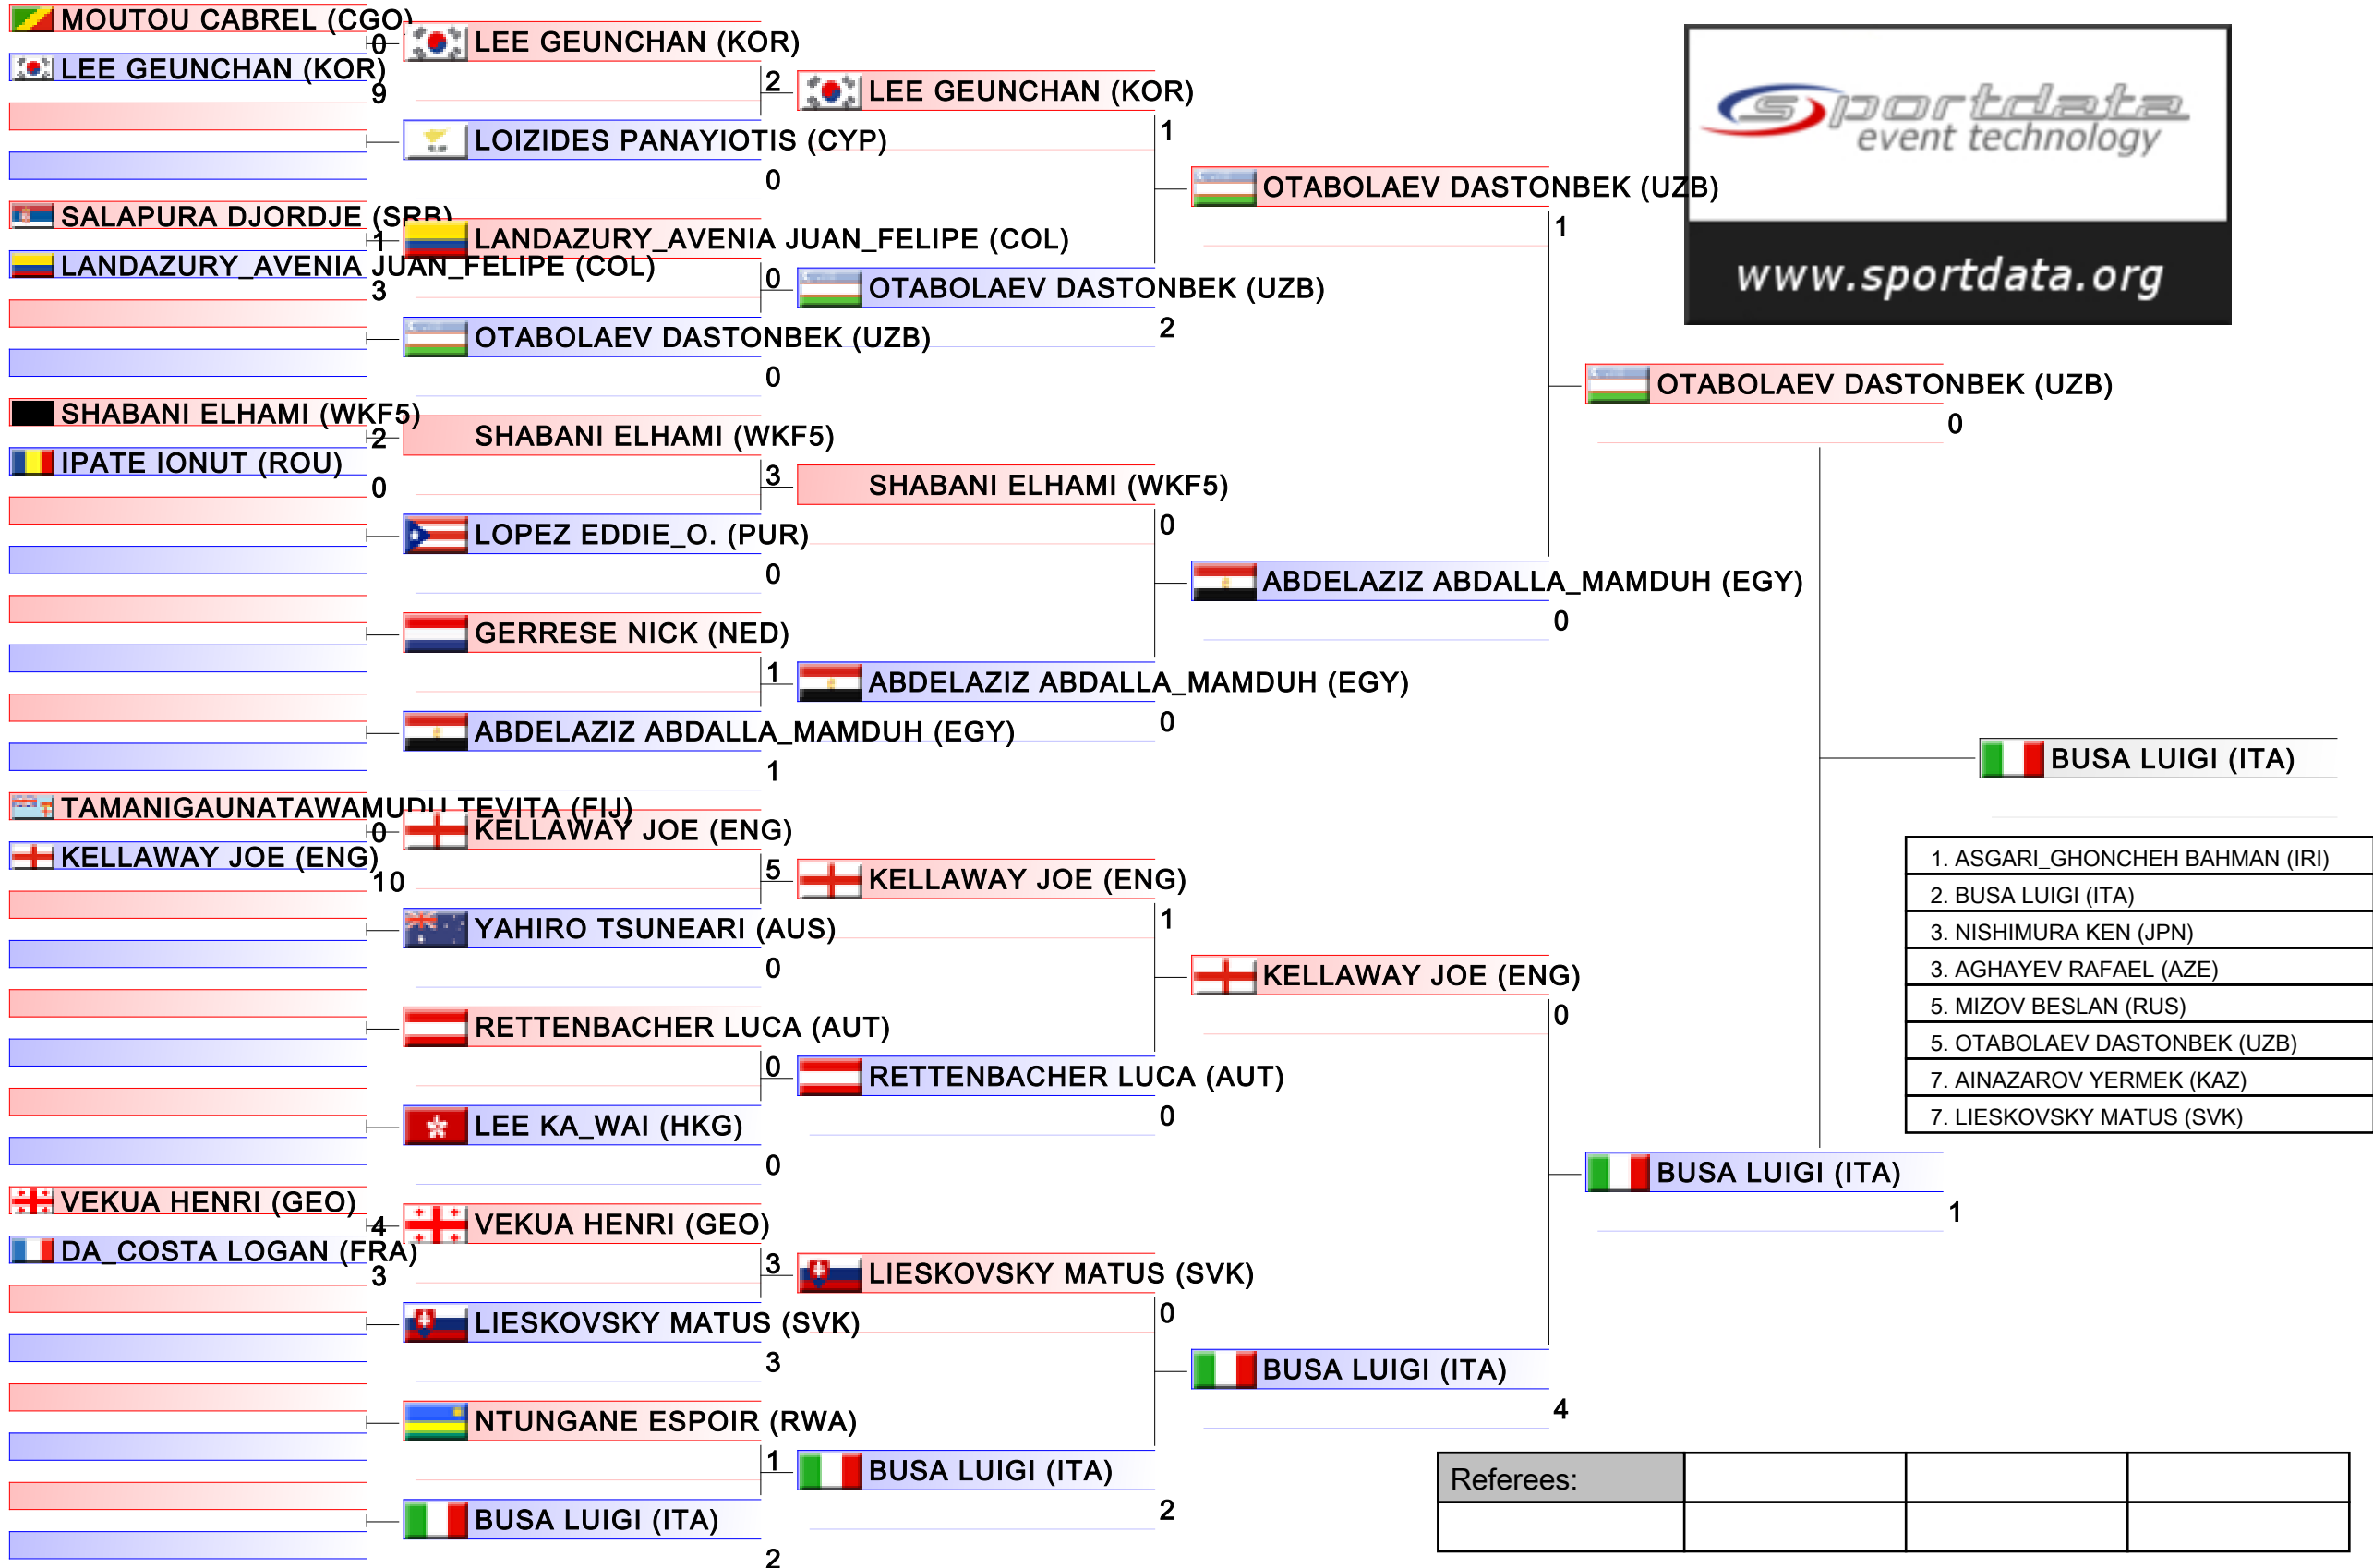 MOUTOU CABREL (CGO)
0
LEE GEUNCHAN (KOR)
9
SALAPURA DJORDJE (SRB)
1
LANDAZURY_AVENIA JUAN_FELIPE (COL)
3
SHABANI ELHAMI (WKF5)
2
IPATE IONUT (ROU)
0
TAMANIGAUNATAWAMUDU TEVITA (FIJ)
0
KELLAWAY JOE (ENG)
10
VEKUA HENRI (GEO)
4
DA_COSTA LOGAN (FRA)
3
LEE GEUNCHAN (KOR)
2
LOIZIDES PANAYIOTIS (CYP)
0
LANDAZURY_AVENIA JUAN_FELIPE (COL)
0
OTABOLAEV DASTONBEK (UZB)
0
SHABANI ELHAMI (WKF5)
3
LOPEZ EDDIE_O. (PUR)
0
GERRESE NICK (NED)
1
ABDELAZIZ ABDALLA_MAMDUH (EGY)
1
KELLAWAY JOE (ENG)
5
YAHIRO TSUNEARI (AUS)
0
RETTENBACHER LUCA (AUT)
0
LEE KA_WAI (HKG)
0
VEKUA HENRI (GEO)
3
LIESKOVSKY MATUS (SVK)
3
NTUNGANE ESPOIR (RWA)
1
BUSA LUIGI (ITA)
2
LEE GEUNCHAN (KOR)
1
OTABOLAEV DASTONBEK (UZB)
2
SHABANI ELHAMI (WKF5)
0
ABDELAZIZ ABDALLA_MAMDUH (EGY)
0
KELLAWAY JOE (ENG)
1
RETTENBACHER LUCA (AUT)
0
LIESKOVSKY MATUS (SVK)
0
BUSA LUIGI (ITA)
2
OTABOLAEV DASTONBEK (UZB)
1
ABDELAZIZ ABDALLA_MAMDUH (EGY)
0
KELLAWAY JOE (ENG)
0
BUSA LUIGI (ITA)
4
OTABOLAEV DASTONBEK (UZB)
0
BUSA LUIGI (ITA)
1
BUSA LUIGI (ITA)
sportdata
event technology
www.sportdata.org
1. ASGARI_GHONCHEH BAHMAN (IRI)
2. BUSA LUIGI (ITA)
3. NISHIMURA KEN (JPN)
3. AGHAYEV RAFAEL (AZE)
5. MIZOV BESLAN (RUS)
5. OTABOLAEV DASTONBEK (UZB)
7. AINAZAROV YERMEK (KAZ)
7. LIESKOVSKY MATUS (SVK)
Referees: